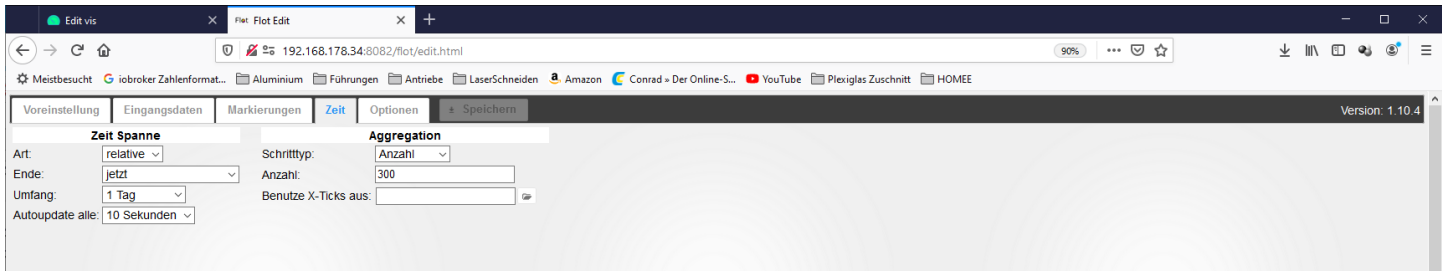 Edit vis
Flot Flot Edit
192.168.178.34:8082/flot/edit.html
90%
Meistbesucht
iobroker Zahlenformat...
Aluminium
Führungen
Antriebe
LaserSchneiden
Amazon
Conrad » Der Online-S...
YouTube
Plexiglas Zuschnitt
HOMEE
Voreinstellung
Eingangsdaten
Markierungen
Zeit
Optionen
Speichern
Version: 1.10.4
Zeit Spanne
Aggregation
Art: relative
Schritttyp: Anzahl
Ende: jetzt
Anzahl: 300
Umfang: 1 Tag
Benutze X-Ticks aus:
Autoupdate alle: 10 Sekunden